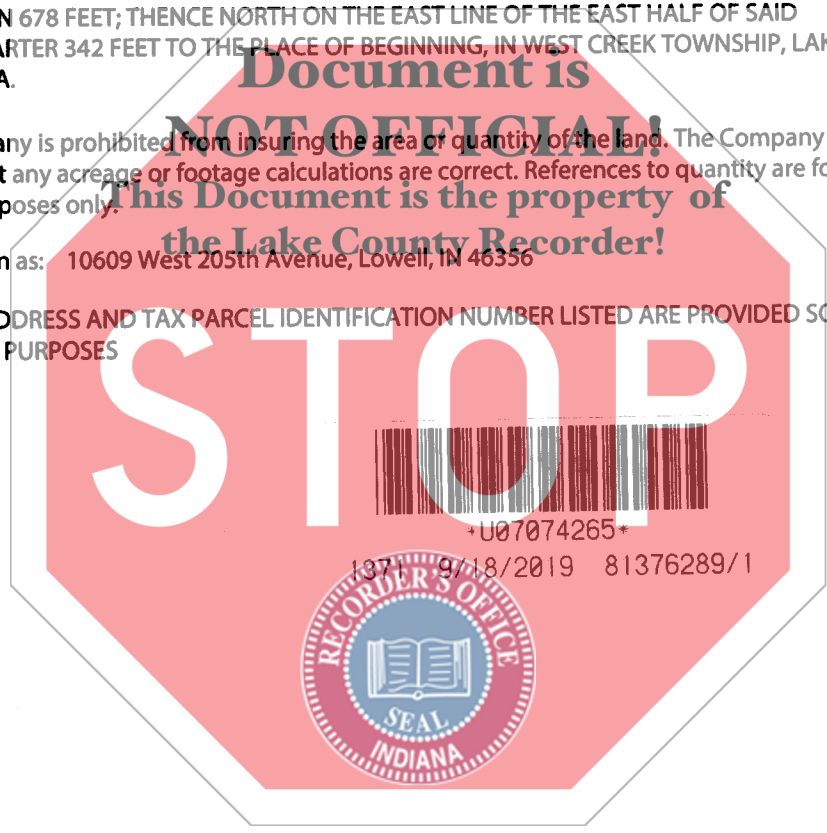 N 678 FEET; THENCE NORTH ON THE EAST LINE OF THE EAST HALF OF SAID
ARTER 342 FEET TO THE PLACE OF BEGINNING, IN WEST CREEK TOWNSHIP, LAK
A.
Document is
NOT OFFICIAL!
any is prohibited from insuring the area or quantity of the land. The Company
t any acreage or footage calculations are correct. References to quantity are fo
poses only.
This Document is the property of
the Lake County Recorder!
n as: 10609 West 205th Avenue, Lowell, IN 46356
DDRESS AND TAX PARCEL IDENTIFICATION NUMBER LISTED ARE PROVIDED SO
PURPOSES
STOP
*U07074265*
1371 9/18/2019 81376289/1
RECORDER'S OFFICE
SEAL
INDIANA